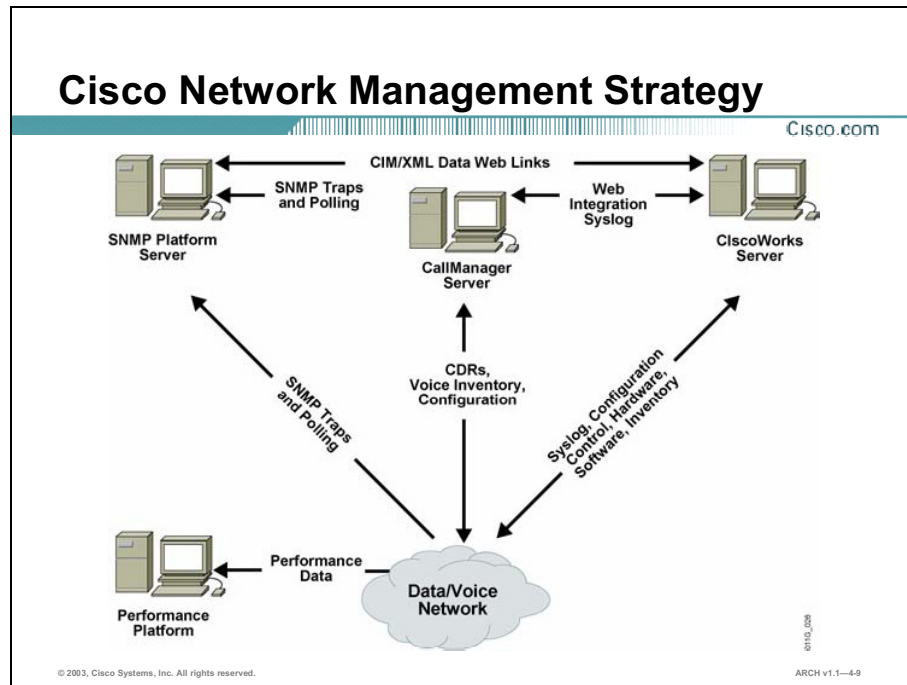 Cisco Network Management Strategy
Cisco.com
CIM/XML Data Web Links
SNMP Traps
and Polling
Web
Integration
Syslog
SNMP Platform
Server
CallManager
Server
CIscoWorks
Server
CDRs,
Voice Inventory,
Configuration
SNMP Traps
and Polling
Syslog, Configuration
Control, Hardware,
Software, Inventory
Performance
Data
Data/Voice
Network
Performance
Platform
© 2003, Cisco Systems, Inc. All rights reserved.
ARCH v1.1—4-9